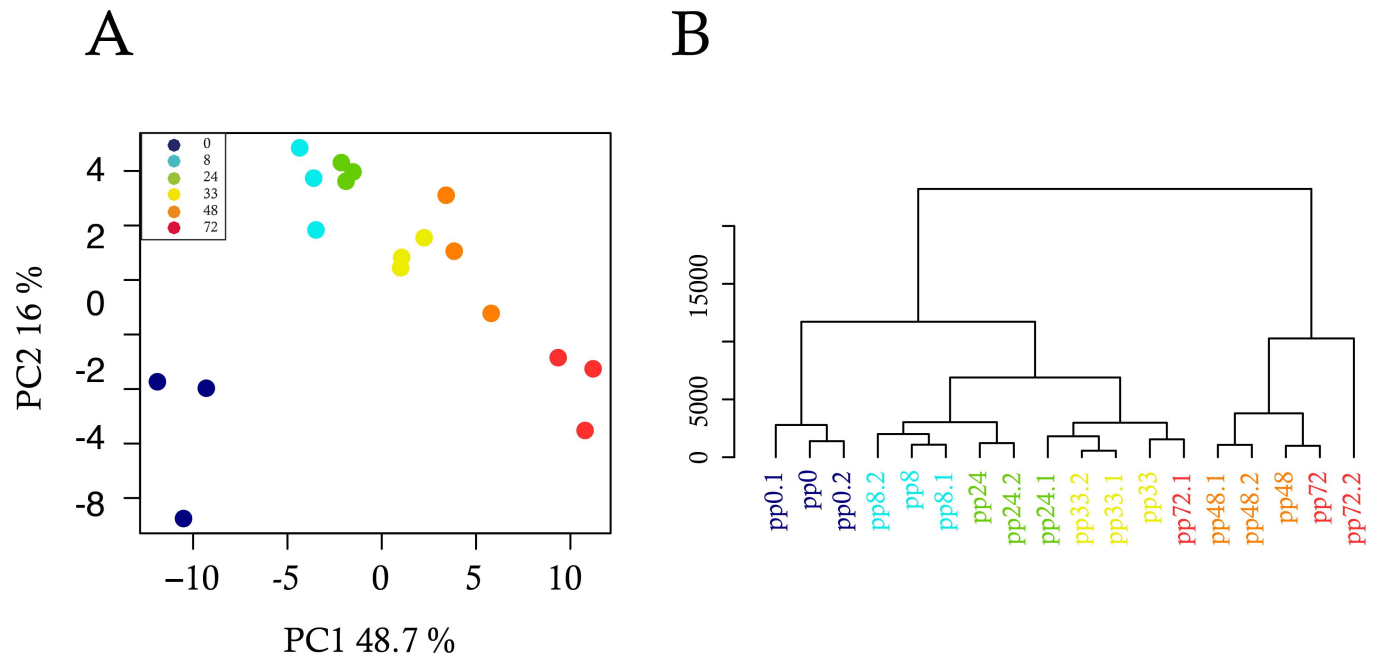 A
B
0
8
24
33
48
72
4
2
0
-2
-4
-8
PC2 16 %
−10
-5
0
5
10
PC1 48.7 %
15000
5000
0
pp0.1
pp0
pp0.2
pp8.2
pp8
pp8.1
pp24
pp24.2
pp24.1
pp33.2
pp33.1
pp33
pp72.1
pp48.1
pp48.2
pp48
pp72
pp72.2